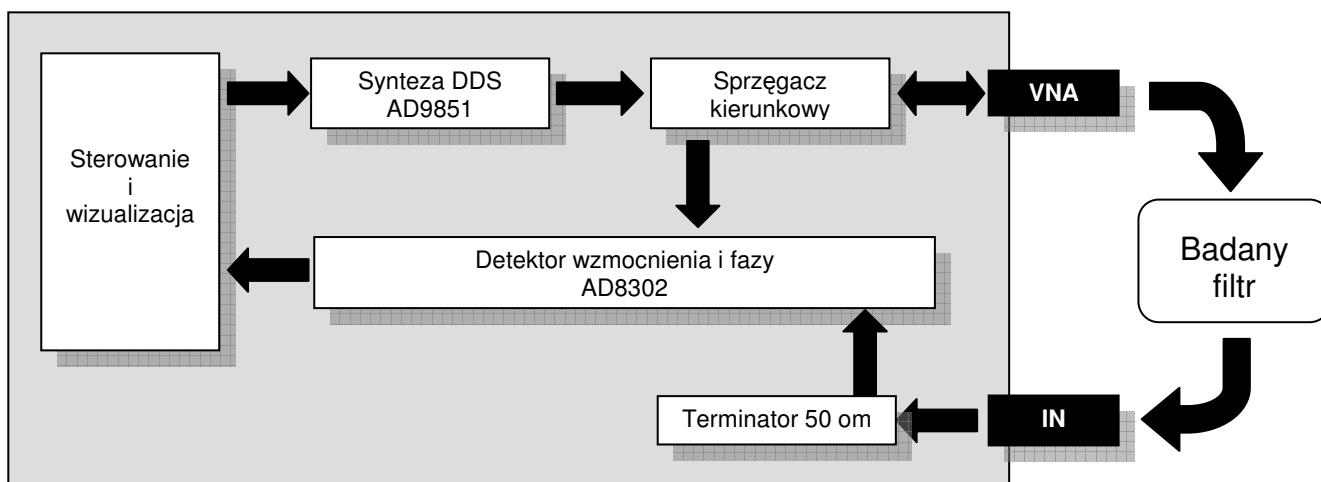 Sterowanie
i
wizualizacja
Synteza DDS
AD9851
Sprzęgacz
kierunkowy
VNA
Badany
filtr
Detektor wzmocnienia i fazy
AD8302
Terminator 50 om
IN